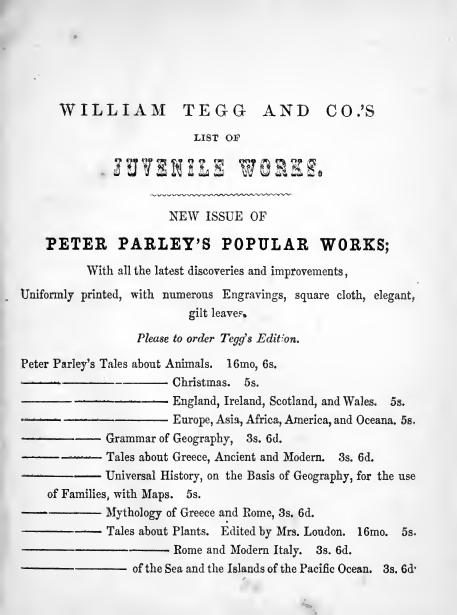 WILLIAM TEGG AND CO.'S
LIST OF
JUVENILE WORKS.
NEW ISSUE OF
PETER PARLEY'S POPULAR WORKS;
With all the latest discoveries and improvements,
Uniformly printed, with numerous Engravings, square cloth, elegant,
gilt leaves.
Please to order Tegg's Edition.
Peter Parley's Tales about Animals. 16mo, 6s.
———— ———— Christmas. 5s.
———— ———— England, Ireland, Scotland, and Wales. 5s.
———— ———— Europe, Asia, Africa, America, and Oceana. 5s.
———— Grammar of Geography, 3s. 6d.
———— Tales about Greece, Ancient and Modern. 3s. 6d.
———— Universal History, on the Basis of Geography, for the use
of Families, with Maps. 5s.
———— Mythology of Greece and Rome, 3s. 6d.
———— Tales about Plants. Edited by Mrs. Loudon. 16mo. 5s.
———— ———— Rome and Modern Italy. 3s. 6d.
———— of the Sea and the Islands of the Pacific Ocean. 3s. 6d.